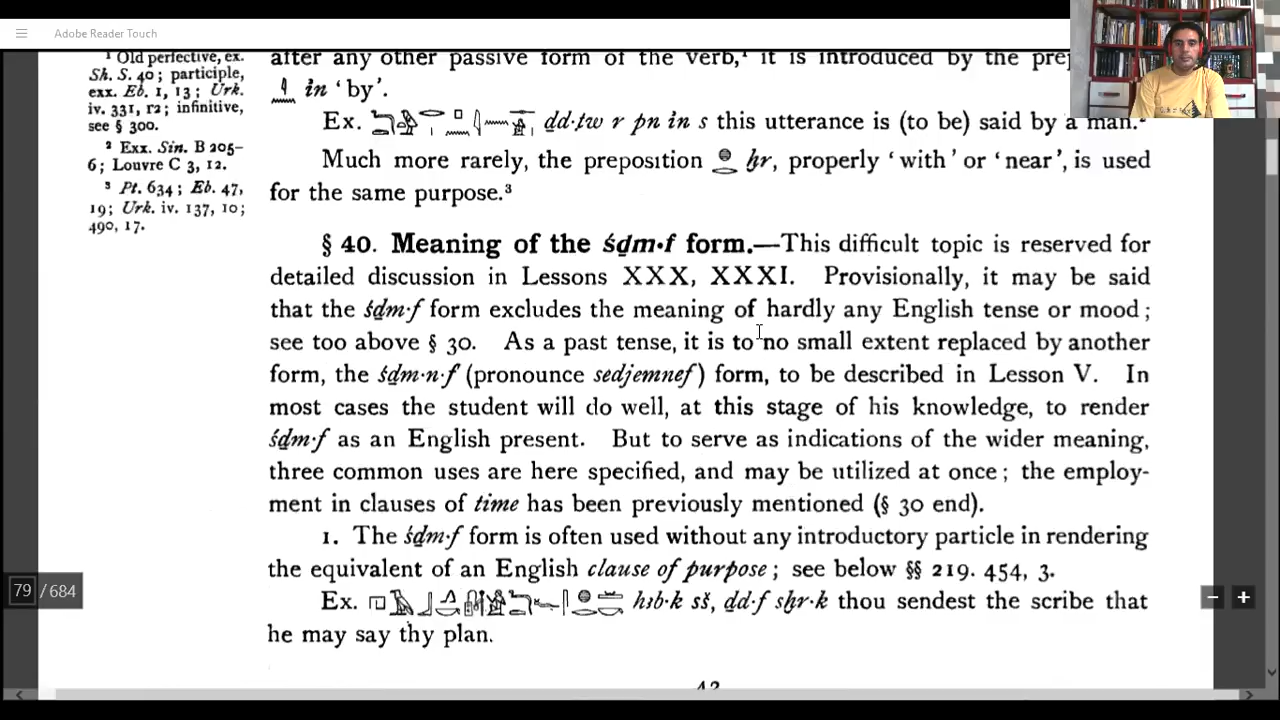 Adobe Reader Touch
¹ Old perfective, ex.
Sh. S. 40; participle,
exx. Eb. 1, 13; Urk.
iv. 331, 12; infinitive,
see § 300.
² Exx. Sin. B 205–
6; Louvre C 3, 12.
³ Pt. 634; Eb. 47,
19; Urk. iv. 137, 10;
490, 17.
after any other passive form of the verb,¹ it is introduced by the
in ‘by’.
Ex. ḏd·tw r pn in s this utterance is (to be) said by a man.²
Much more rarely, the preposition ḫr, properly ‘with’ or ‘near’, is used
for the same purpose.³
§ 40. Meaning of the śḏm·f form.—This difficult topic is reserved for
detailed discussion in Lessons XXX, XXXI. Provisionally, it may be said
that the śḏm·f form excludes the meaning of hardly any English tense or mood;
see too above § 30. As a past tense, it is to no small extent replaced by another
form, the śḏm·n·f (pronounce sedjemnef) form, to be described in Lesson V. In
most cases the student will do well, at this stage of his knowledge, to render
śḏm·f as an English present. But to serve as indications of the wider meaning,
three common uses are here specified, and may be utilized at once; the employ-
ment in clauses of time has been previously mentioned (§ 30 end).
1. The śḏm·f form is often used without any introductory particle in rendering
the equivalent of an English clause of purpose; see below §§ 219. 454, 3.
Ex. hꜣb·k sš, ḏd·f sḫr·k thou sendest the scribe that
he may say thy plan.
79 / 684